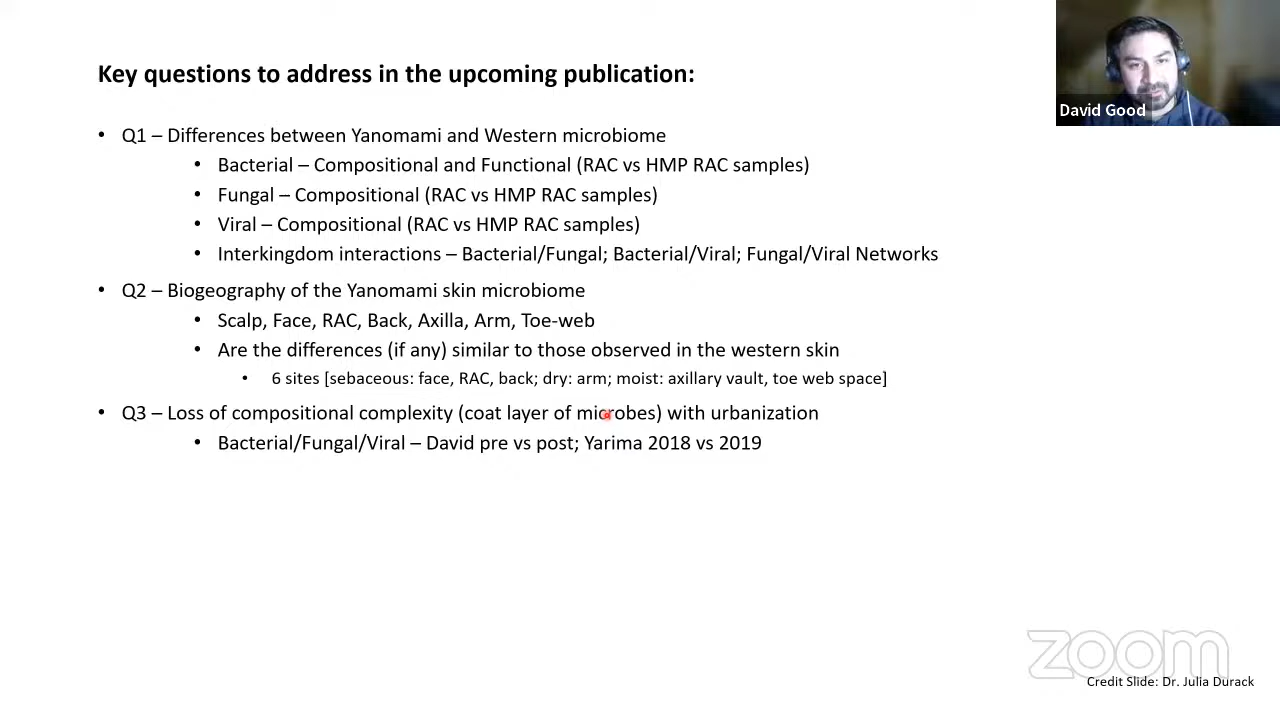 Key questions to address in the upcoming publication:
David Good
• Q1 – Differences between Yanomami and Western microbiome
• Bacterial – Compositional and Functional (RAC vs HMP RAC samples)
• Fungal – Compositional (RAC vs HMP RAC samples)
• Viral – Compositional (RAC vs HMP RAC samples)
• Interkingdom interactions – Bacterial/Fungal; Bacterial/Viral; Fungal/Viral Networks
• Q2 – Biogeography of the Yanomami skin microbiome
• Scalp, Face, RAC, Back, Axilla, Arm, Toe-web
• Are the differences (if any) similar to those observed in the western skin
• 6 sites [sebaceous: face, RAC, back; dry: arm; moist: axillary vault, toe web space]
• Q3 – Loss of compositional complexity (coat layer of microbes) with urbanization
• Bacterial/Fungal/Viral – David pre vs post; Yarima 2018 vs 2019
zoom
Credit Slide: Dr. Julia Durack